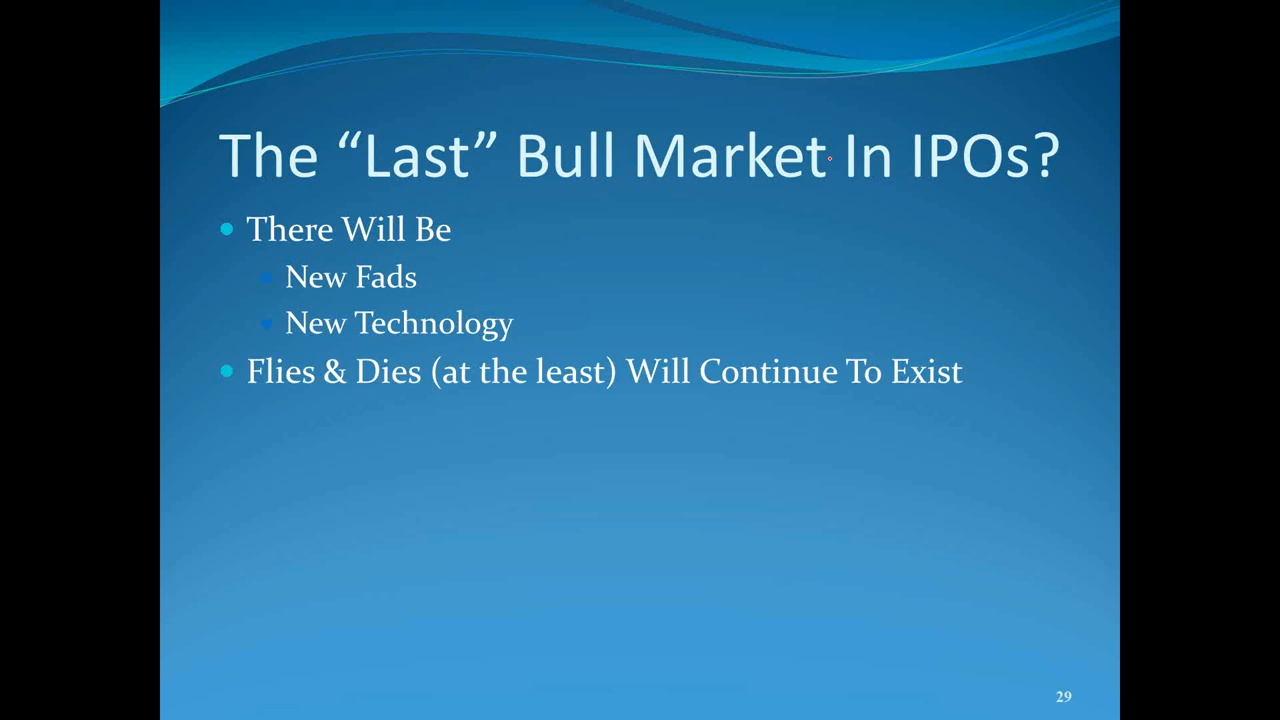 The “Last” Bull Market In IPOs?
There Will Be
New Fads
New Technology
Flies & Dies (at the least) Will Continue To Exist
29